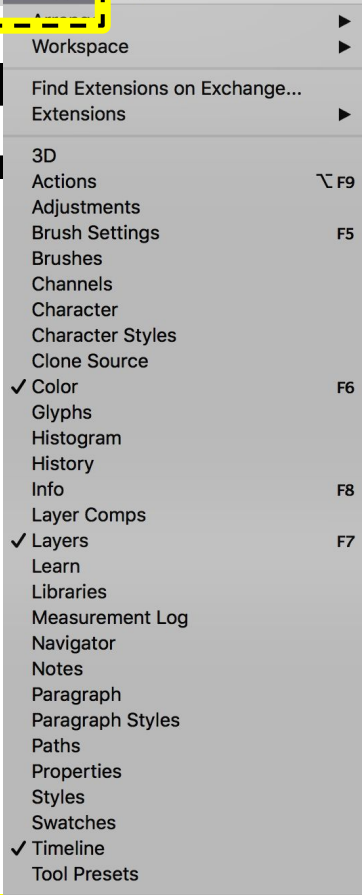 Workspace ▶
Find Extensions on Exchange...
Extensions ▶
3D
Actions ⌥ F9
Adjustments
Brush Settings F5
Brushes
Channels
Character
Character Styles
Clone Source
✓ Color F6
Glyphs
Histogram
History
Info F8
Layer Comps
✓ Layers F7
Learn
Libraries
Measurement Log
Navigator
Notes
Paragraph
Paragraph Styles
Paths
Properties
Styles
Swatches
✓ Timeline
Tool Presets